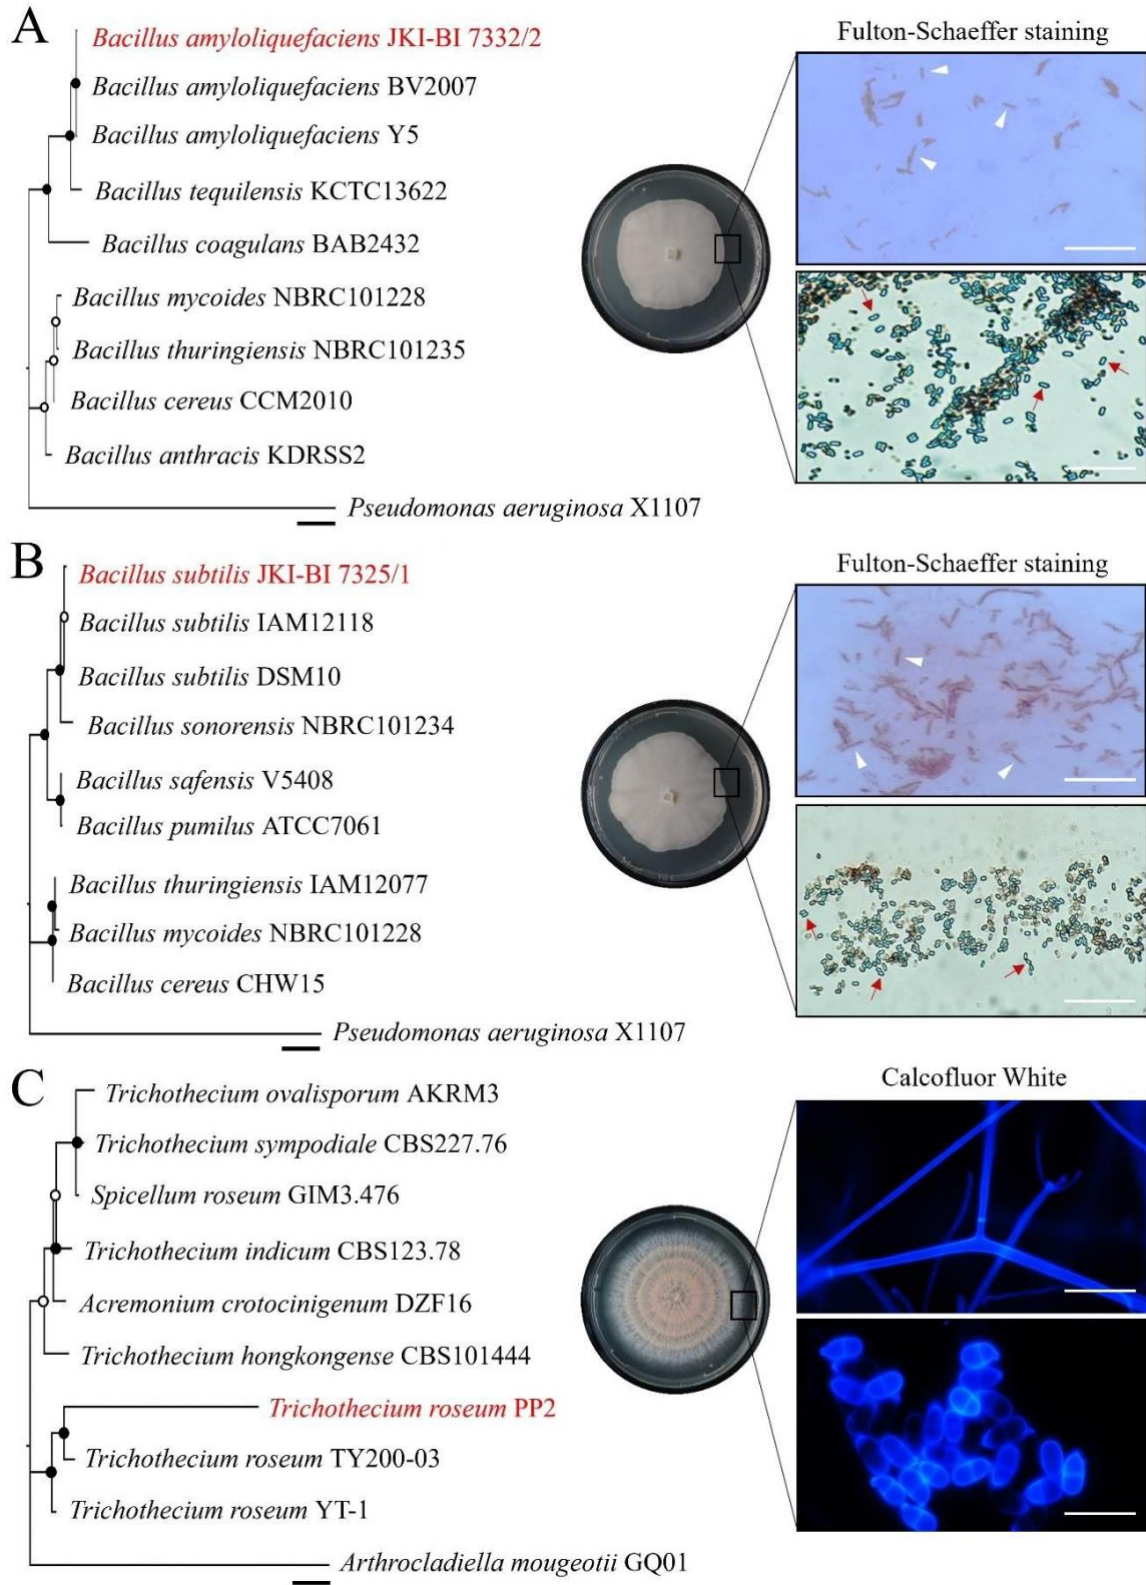 A
Bacillus amyloliquefaciens JKI-BI 7332/2
Bacillus amyloliquefaciens BV2007
Bacillus amyloliquefaciens Y5
Bacillus tequilensis KCTC13622
Bacillus coagulans BAB2432
Bacillus mycoides NBRC101228
Bacillus thuringiensis NBRC101235
Bacillus cereus CCM2010
Bacillus anthracis KDRSS2
Pseudomonas aeruginosa X1107
Fulton-Schaeffer staining
B
Bacillus subtilis JKI-BI 7325/1
Bacillus subtilis IAM12118
Bacillus subtilis DSM10
Bacillus sonorensis NBRC101234
Bacillus safensis V5408
Bacillus pumilus ATCC7061
Bacillus thuringiensis IAM12077
Bacillus mycoides NBRC101228
Bacillus cereus CHW15
Pseudomonas aeruginosa X1107
Fulton-Schaeffer staining
C
Trichothecium ovalisporum AKRM3
Trichothecium sympodiale CBS227.76
Spicellum roseum GIM3.476
Trichothecium indicum CBS123.78
Acremonium crotocinigenum DZF16
Trichothecium hongkongense CBS101444
Trichothecium roseum PP2
Trichothecium roseum TY200-03
Trichothecium roseum YT-1
Arthrocladiella mougeotii GQ01
Calcofluor White